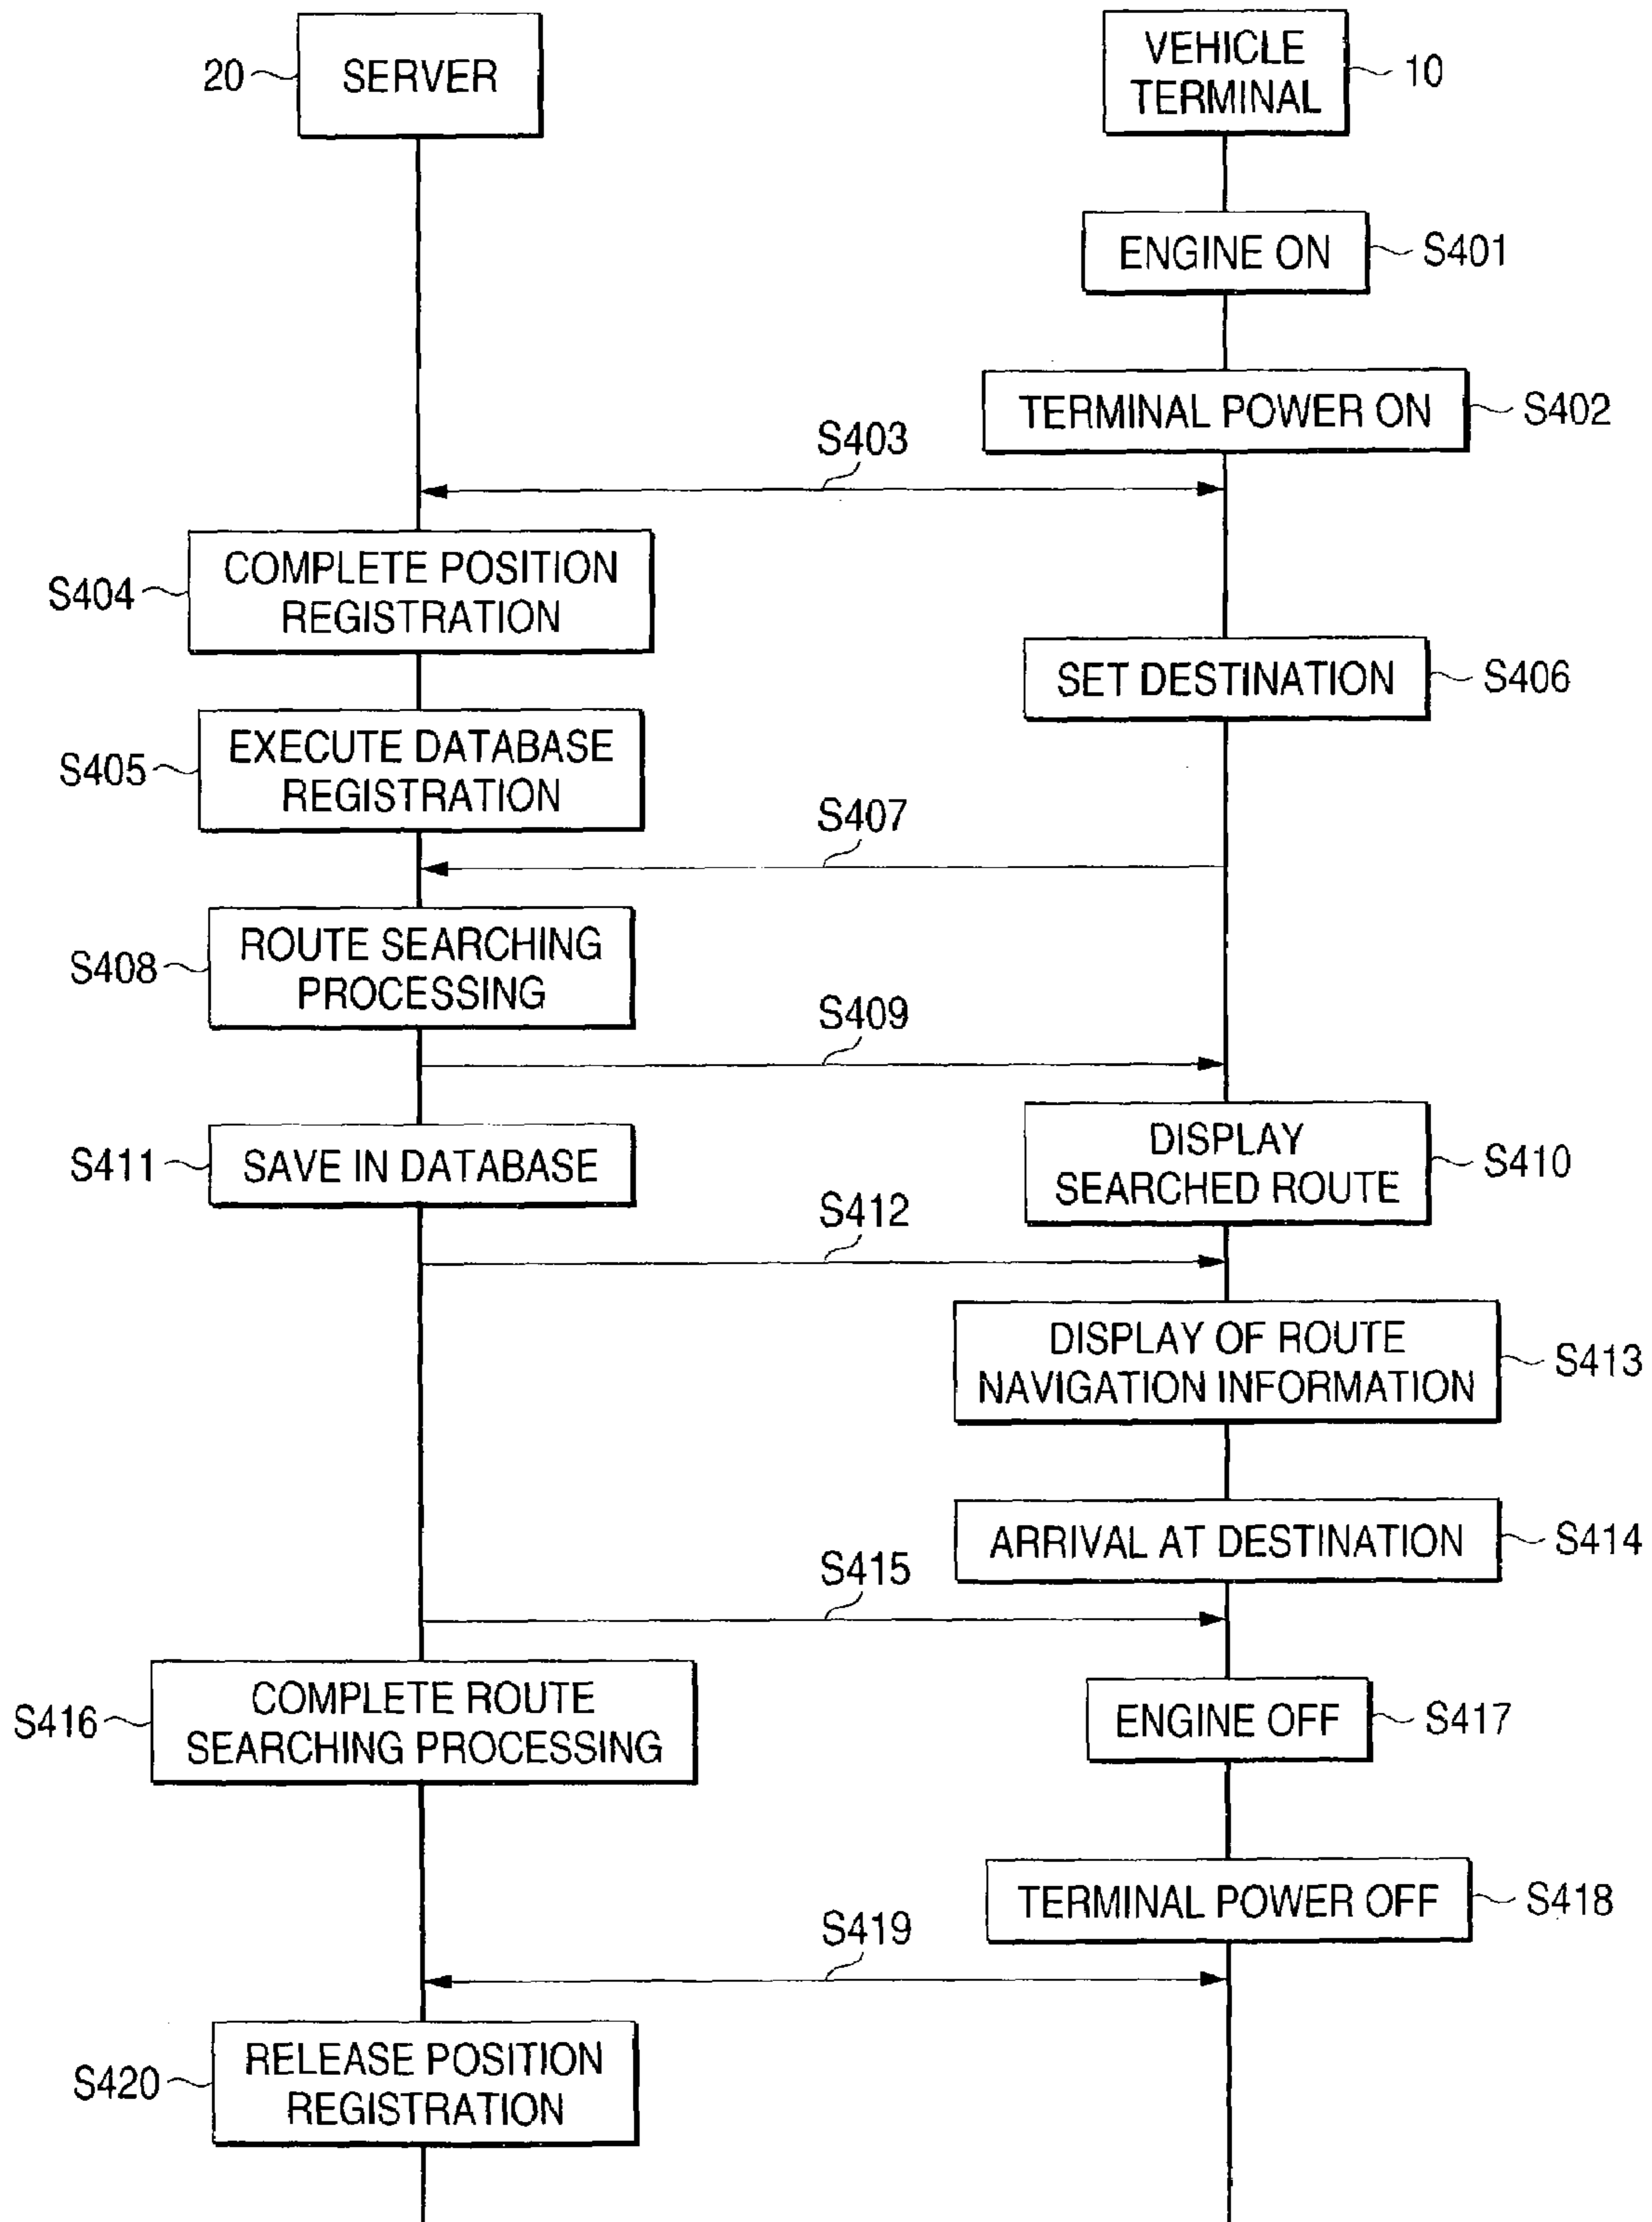 20
SERVER
VEHICLE
TERMINAL
10
ENGINE ON
S401
TERMINAL POWER ON
S402
S403
S404
COMPLETE POSITION
REGISTRATION
SET DESTINATION
S406
S405
EXECUTE DATABASE
REGISTRATION
S407
S408
ROUTE SEARCHING
PROCESSING
S409
S411
SAVE IN DATABASE
DISPLAY
SEARCHED ROUTE
S410
S412
DISPLAY OF ROUTE
NAVIGATION INFORMATION
S413
ARRIVAL AT DESTINATION
S414
S415
S416
COMPLETE ROUTE
SEARCHING PROCESSING
ENGINE OFF
S417
TERMINAL POWER OFF
S418
S419
S420
RELEASE POSITION
REGISTRATION